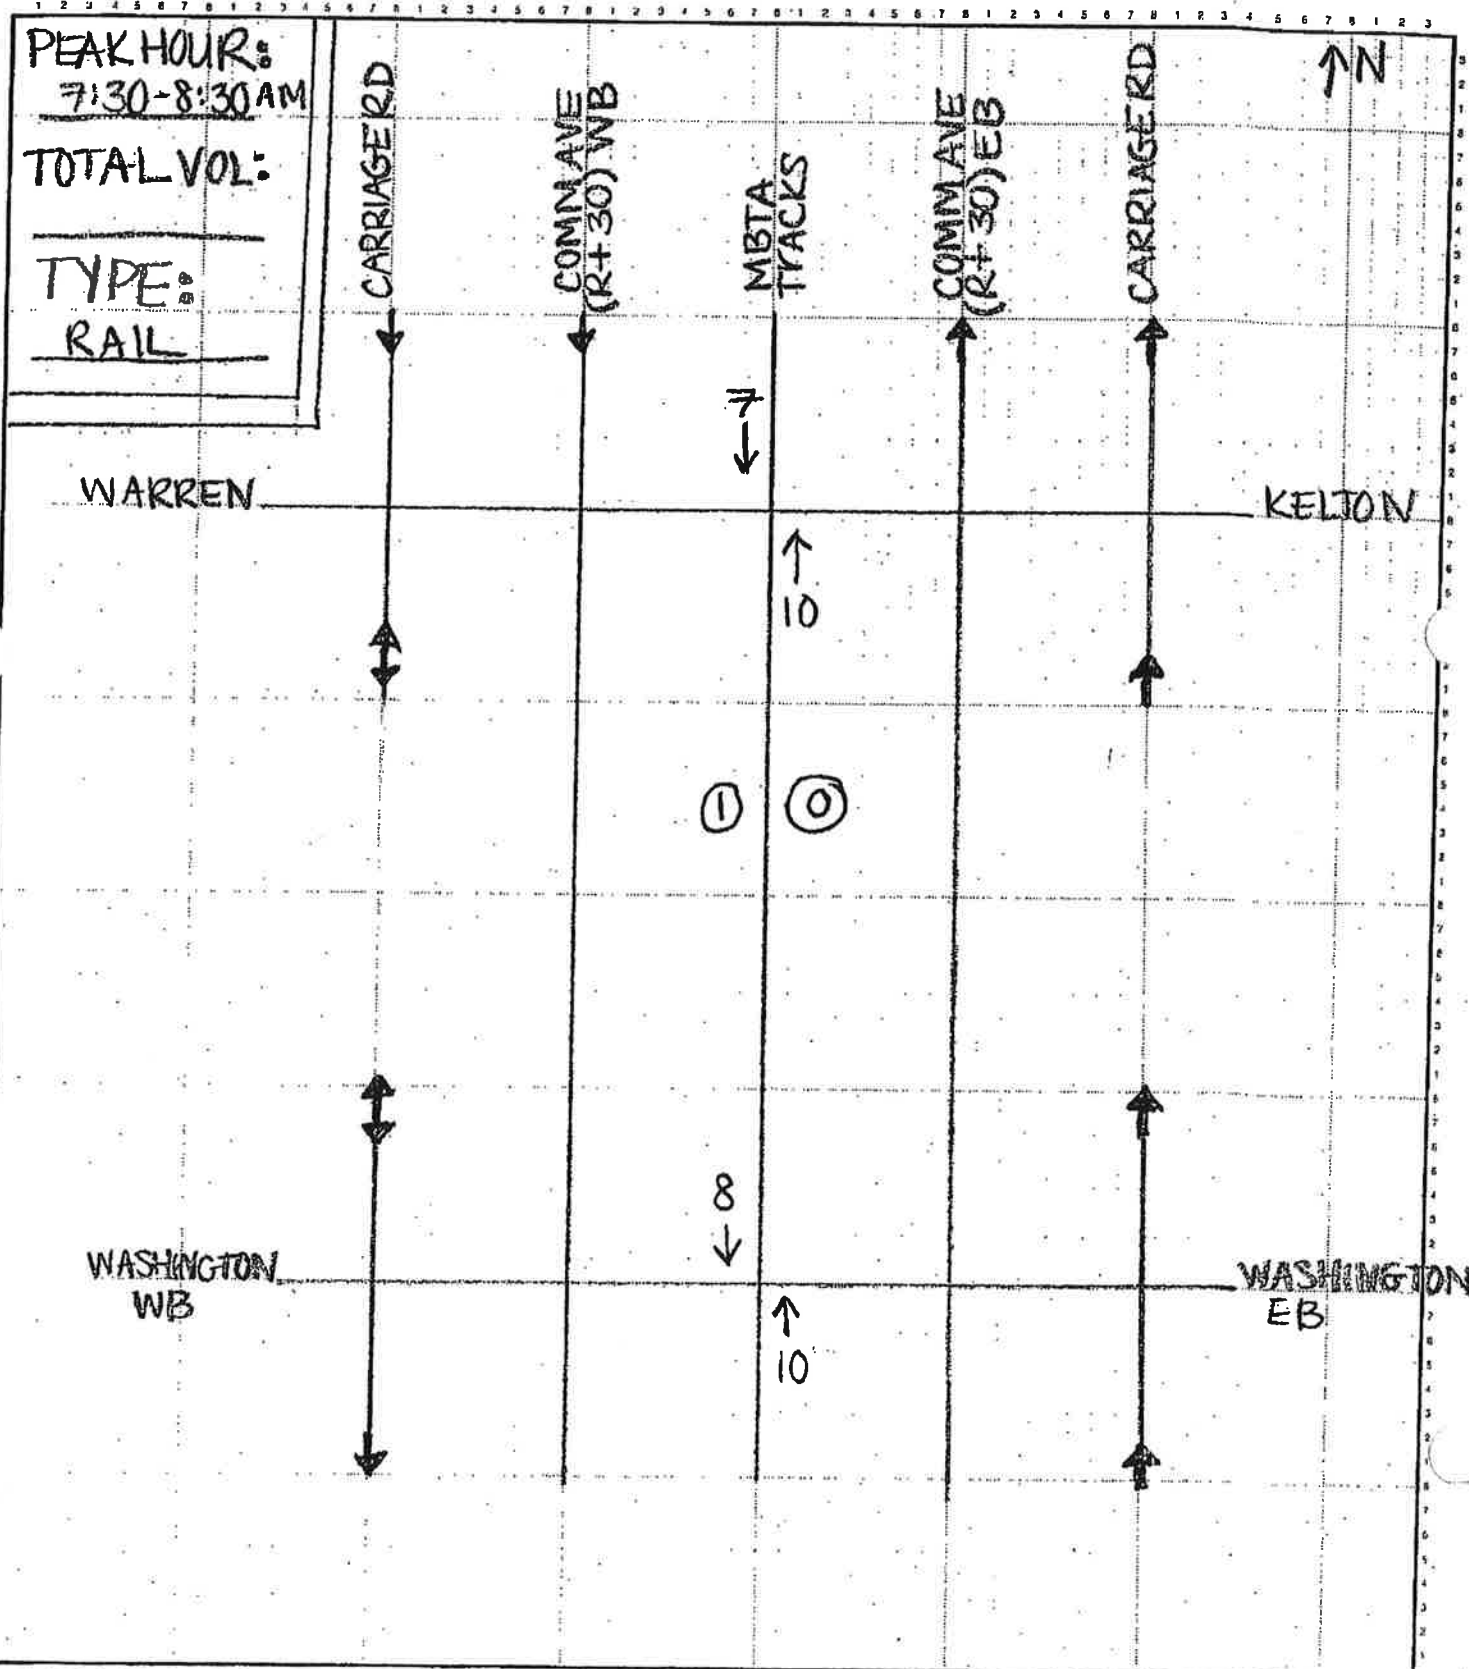 PEAK HOUR:
7:30-8:30 AM
TOTAL VOL:
TYPE:
RAIL
CARRIAGE RD
COMM AVE
(R+ 30) WB
MBTA
TRACKS
COMM AVE
(R+ 30) EB
CARRIAGE RD
N
7
WARREN
KELTON
10
1
0
8
WASHINGTON
WB
WASHINGTON
EB
10